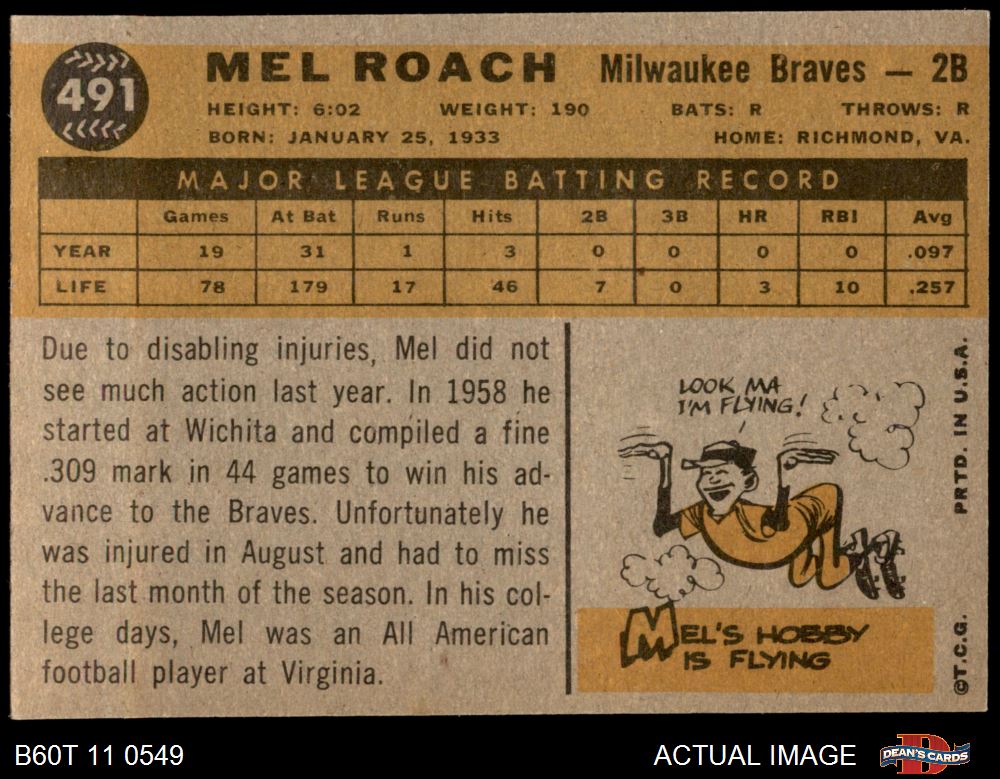 491
MEL ROACH Milwaukee Braves — 2B
HEIGHT: 6:02 WEIGHT: 190 BATS: R THROWS: R
BORN: JANUARY 25, 1933 HOME: RICHMOND, VA.
MAJOR LEAGUE BATTING RECORD
Games At Bat Runs Hits 2B 3B HR RBI Avg
YEAR 19 31 1 3 0 0 0 0 .097
LIFE 78 179 17 46 7 0 3 10 .257
Due to disabling injuries, Mel did not
see much action last year. In 1958 he
started at Wichita and compiled a fine
.309 mark in 44 games to win his ad-
vance to the Braves. Unfortunately he
was injured in August and had to miss
the last month of the season. In his col-
lege days, Mel was an All American
football player at Virginia.
LOOK MA
I'M FLYING!
MEL'S HOBBY
IS FLYING
©T.C.G. PRTD. IN U.S.A.
B60T 11 0549 ACTUAL IMAGE DEAN'S CARDS